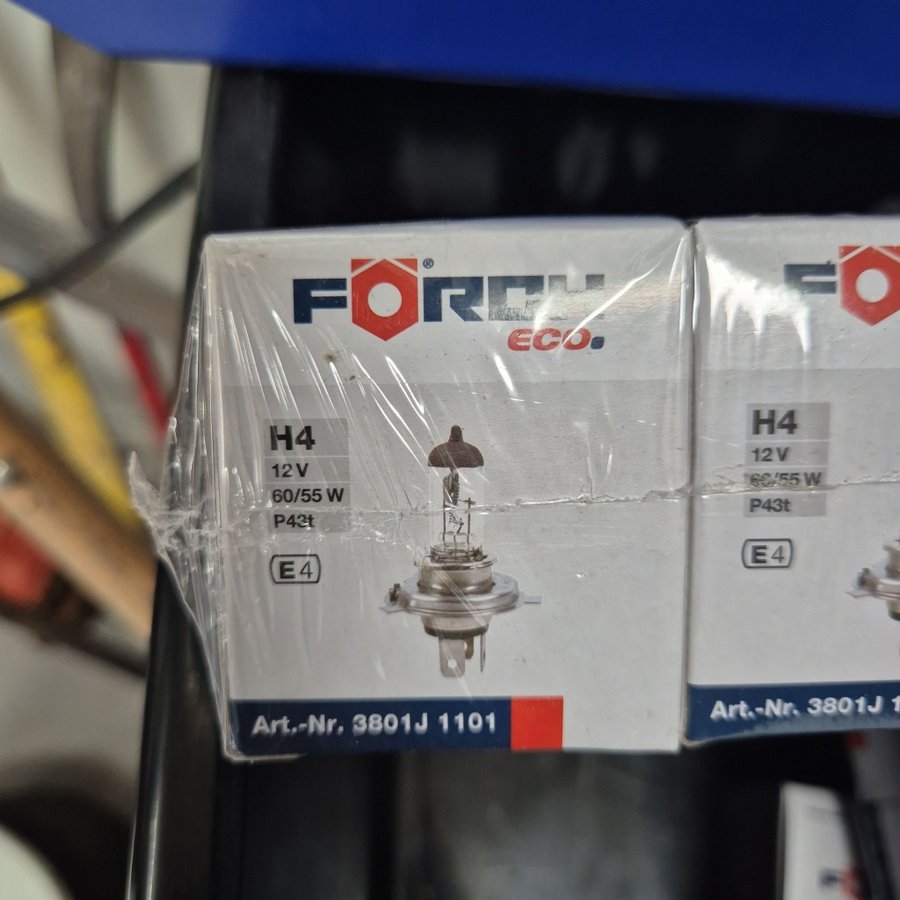 FÖRCH®
ECO.
H4
12 V
60/55 W
P43t
E4
Art.-Nr. 3801J 1101
H4
12 V
60/55 W
P43t
E4
Art.-Nr. 3801J